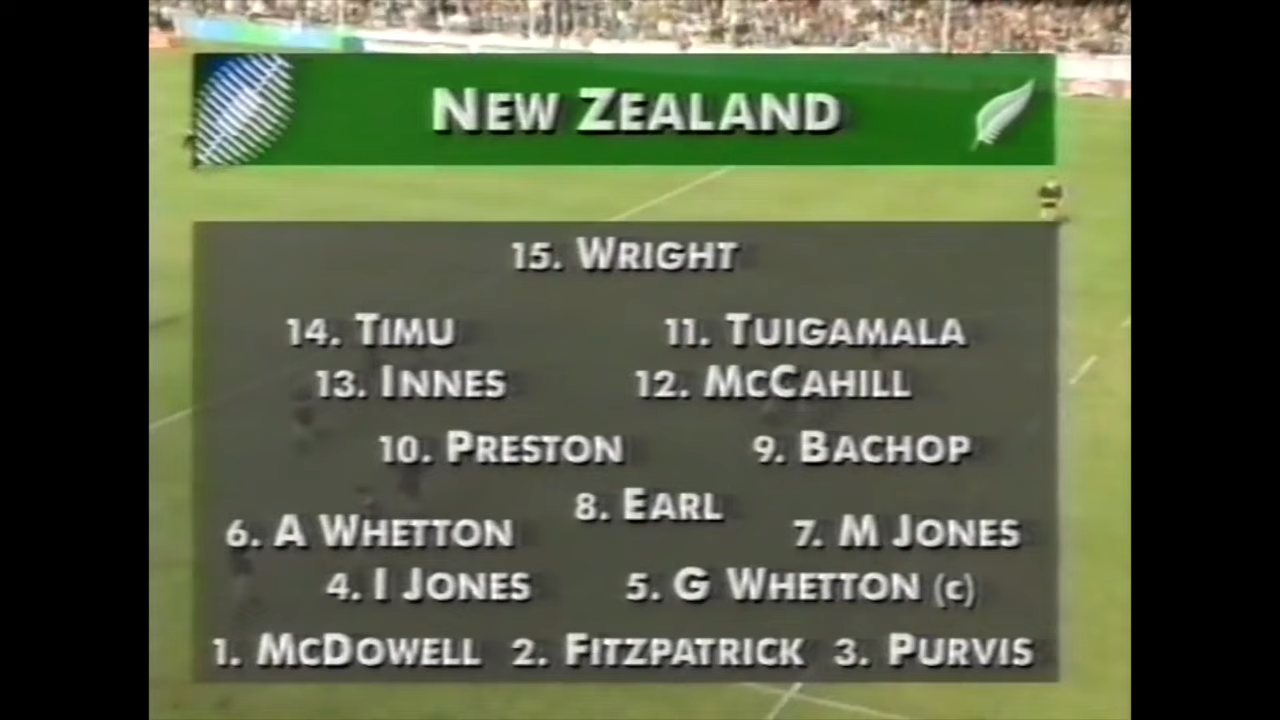 NEW ZEALAND
15. WRIGHT
14. TIMU 11. TUIGAMALA
13. INNES 12. MCCAHILL
10. PRESTON 9. BACHOP
8. EARL
6. A WHETTON 7. M JONES
4. I JONES 5. G WHETTON (c)
1. MCDOWELL 2. FITZPATRICK 3. PURVIS